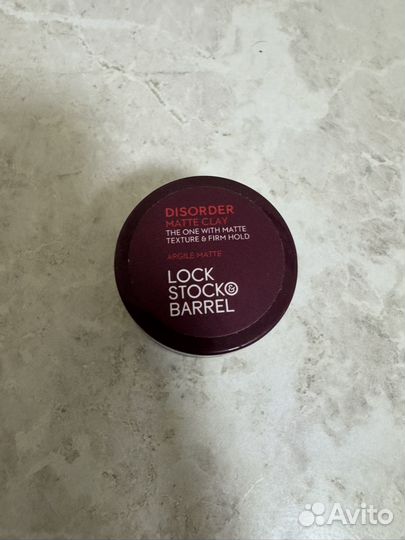 DISORDER
MATTE CLAY
THE ONE WITH MATTE
TEXTURE & FIRM HOLD
ARGILE MATTE
LOCK
STOCK&
BARREL
Avito